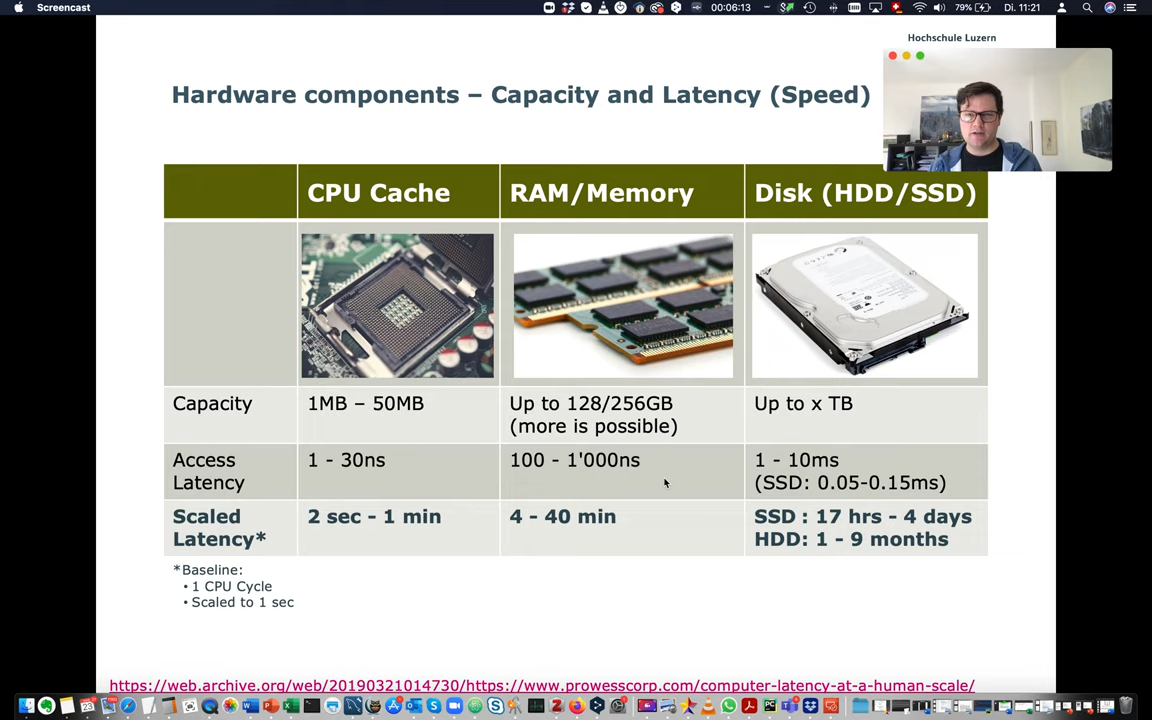 Screencast
00:06:13
79%
Di. 11:21
Hochschule Luzern
Hardware components – Capacity and Latency (Speed)
CPU Cache
RAM/Memory
Disk (HDD/SSD)
Capacity
1MB – 50MB
Up to 128/256GB
(more is possible)
Up to x TB
Access
Latency
1 - 30ns
100 - 1'000ns
1 - 10ms
(SSD: 0.05-0.15ms)
Scaled
Latency*
2 sec - 1 min
4 - 40 min
SSD : 17 hrs - 4 days
HDD: 1 - 9 months
*Baseline:
• 1 CPU Cycle
• Scaled to 1 sec
https://web.archive.org/web/20190321014730/https://www.prowesscorp.com/computer-latency-at-a-human-scale/